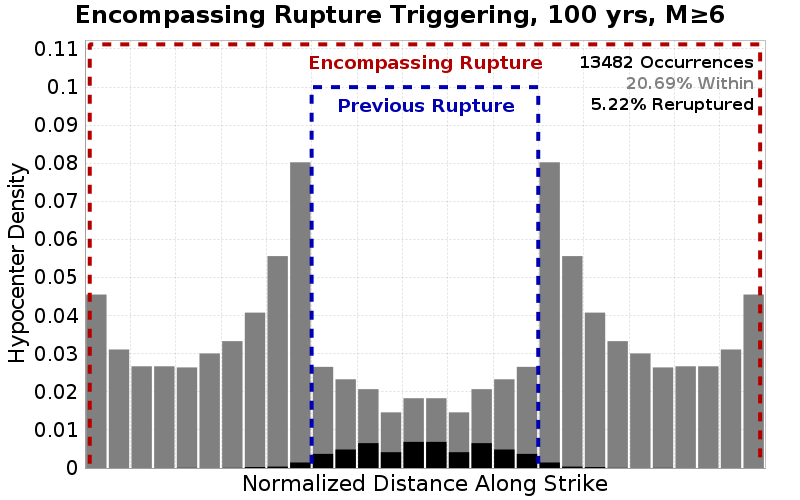 Encompassing Rupture Triggering, 100 yrs, M≥6
Encompassing Rupture
Previous Rupture
13482 Occurrences
20.69% Within
5.22% Reruptured
Hypocenter Density
0.11
0.1
0.09
0.08
0.07
0.06
0.05
0.04
0.03
0.02
0.01
0
Normalized Distance Along Strike